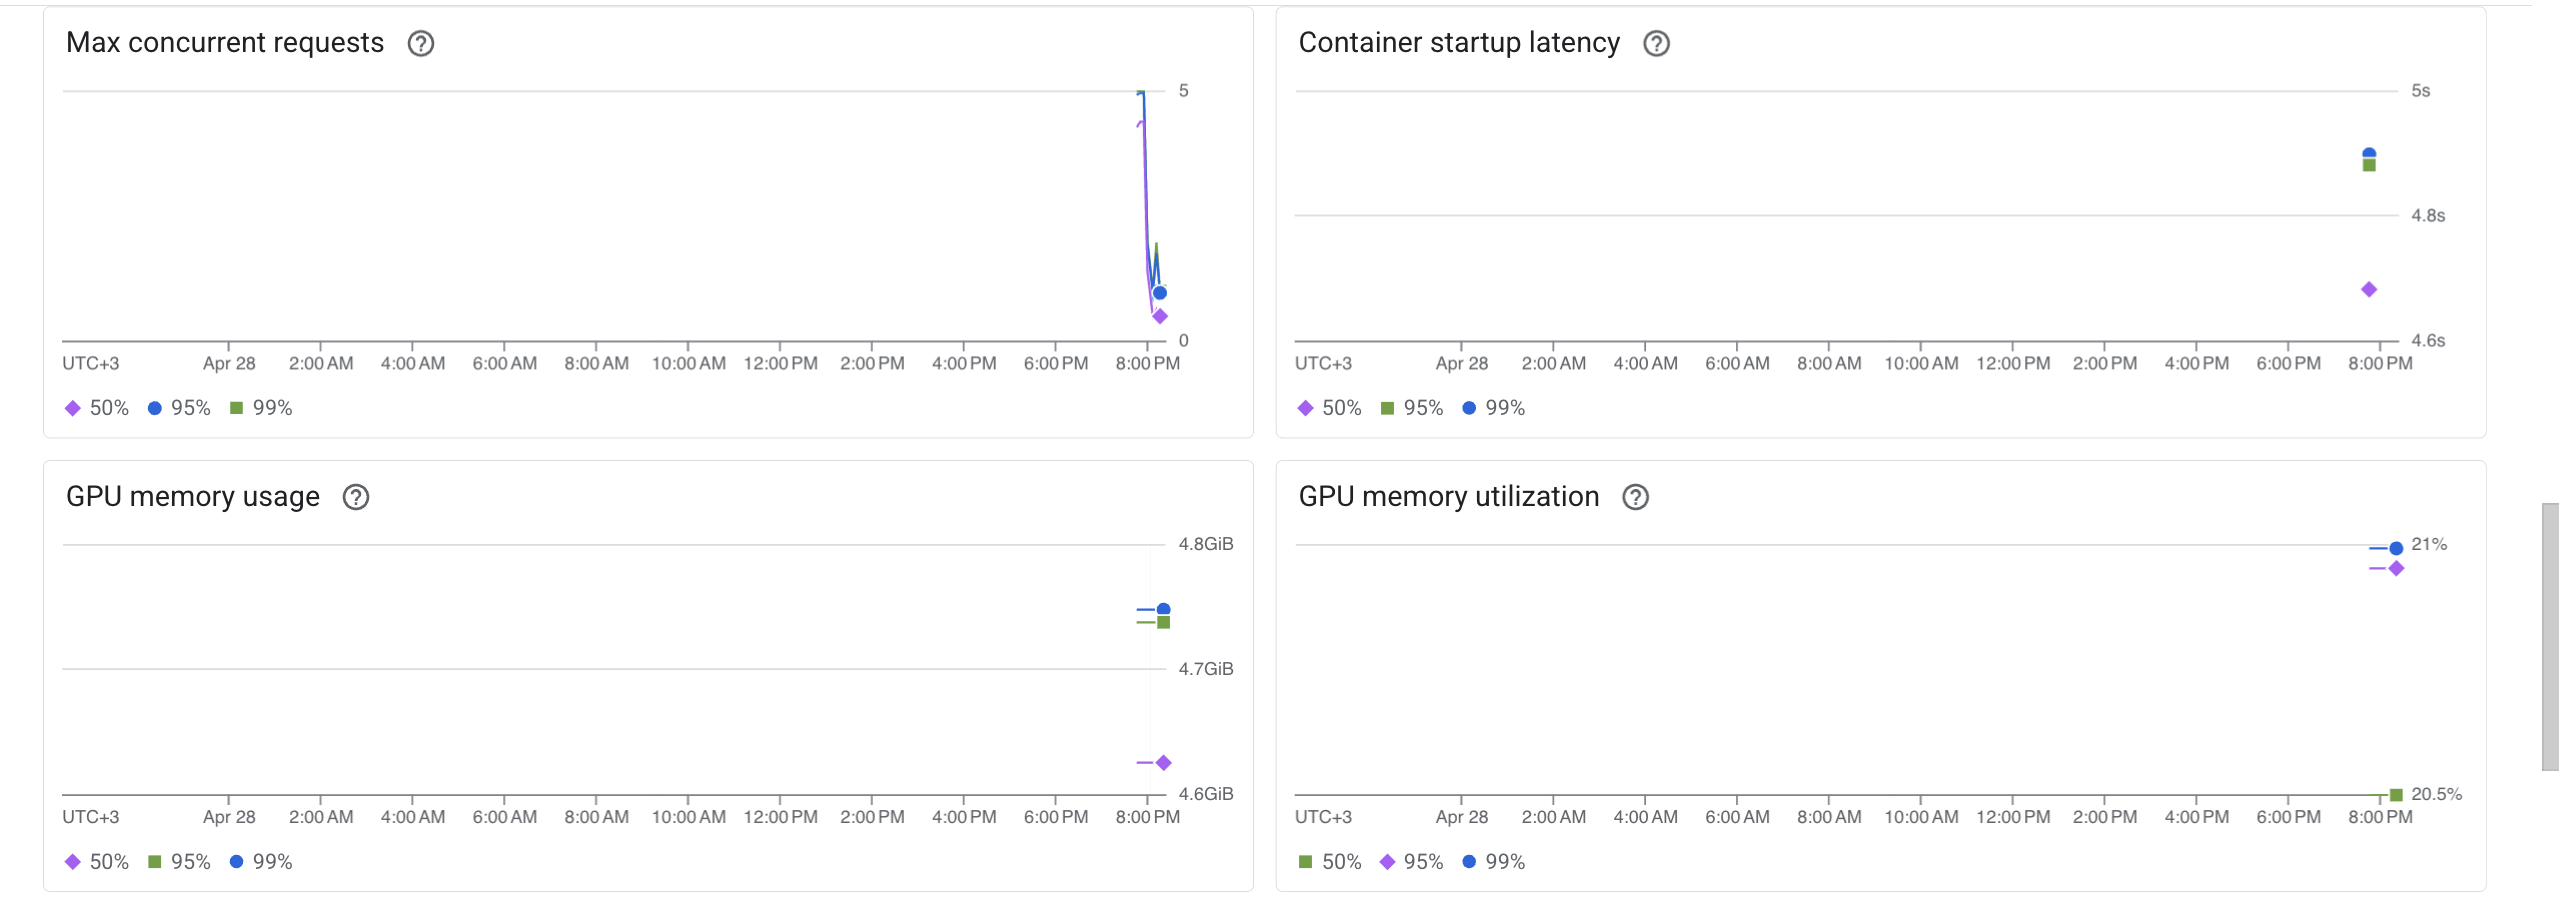 Max concurrent requests
5
0
UTC+3 Apr 28 2:00 AM 4:00 AM 6:00 AM 8:00 AM 10:00 AM 12:00 PM 2:00 PM 4:00 PM 6:00 PM 8:00 PM
50% 95% 99%
Container startup latency
5s
4.8s
4.6s
UTC+3 Apr 28 2:00 AM 4:00 AM 6:00 AM 8:00 AM 10:00 AM 12:00 PM 2:00 PM 4:00 PM 6:00 PM 8:00 PM
50% 95% 99%
GPU memory usage
4.8GiB
4.7GiB
4.6GiB
UTC+3 Apr 28 2:00 AM 4:00 AM 6:00 AM 8:00 AM 10:00 AM 12:00 PM 2:00 PM 4:00 PM 6:00 PM 8:00 PM
50% 95% 99%
GPU memory utilization
21%
20.5%
UTC+3 Apr 28 2:00 AM 4:00 AM 6:00 AM 8:00 AM 10:00 AM 12:00 PM 2:00 PM 4:00 PM 6:00 PM 8:00 PM
50% 95% 99%